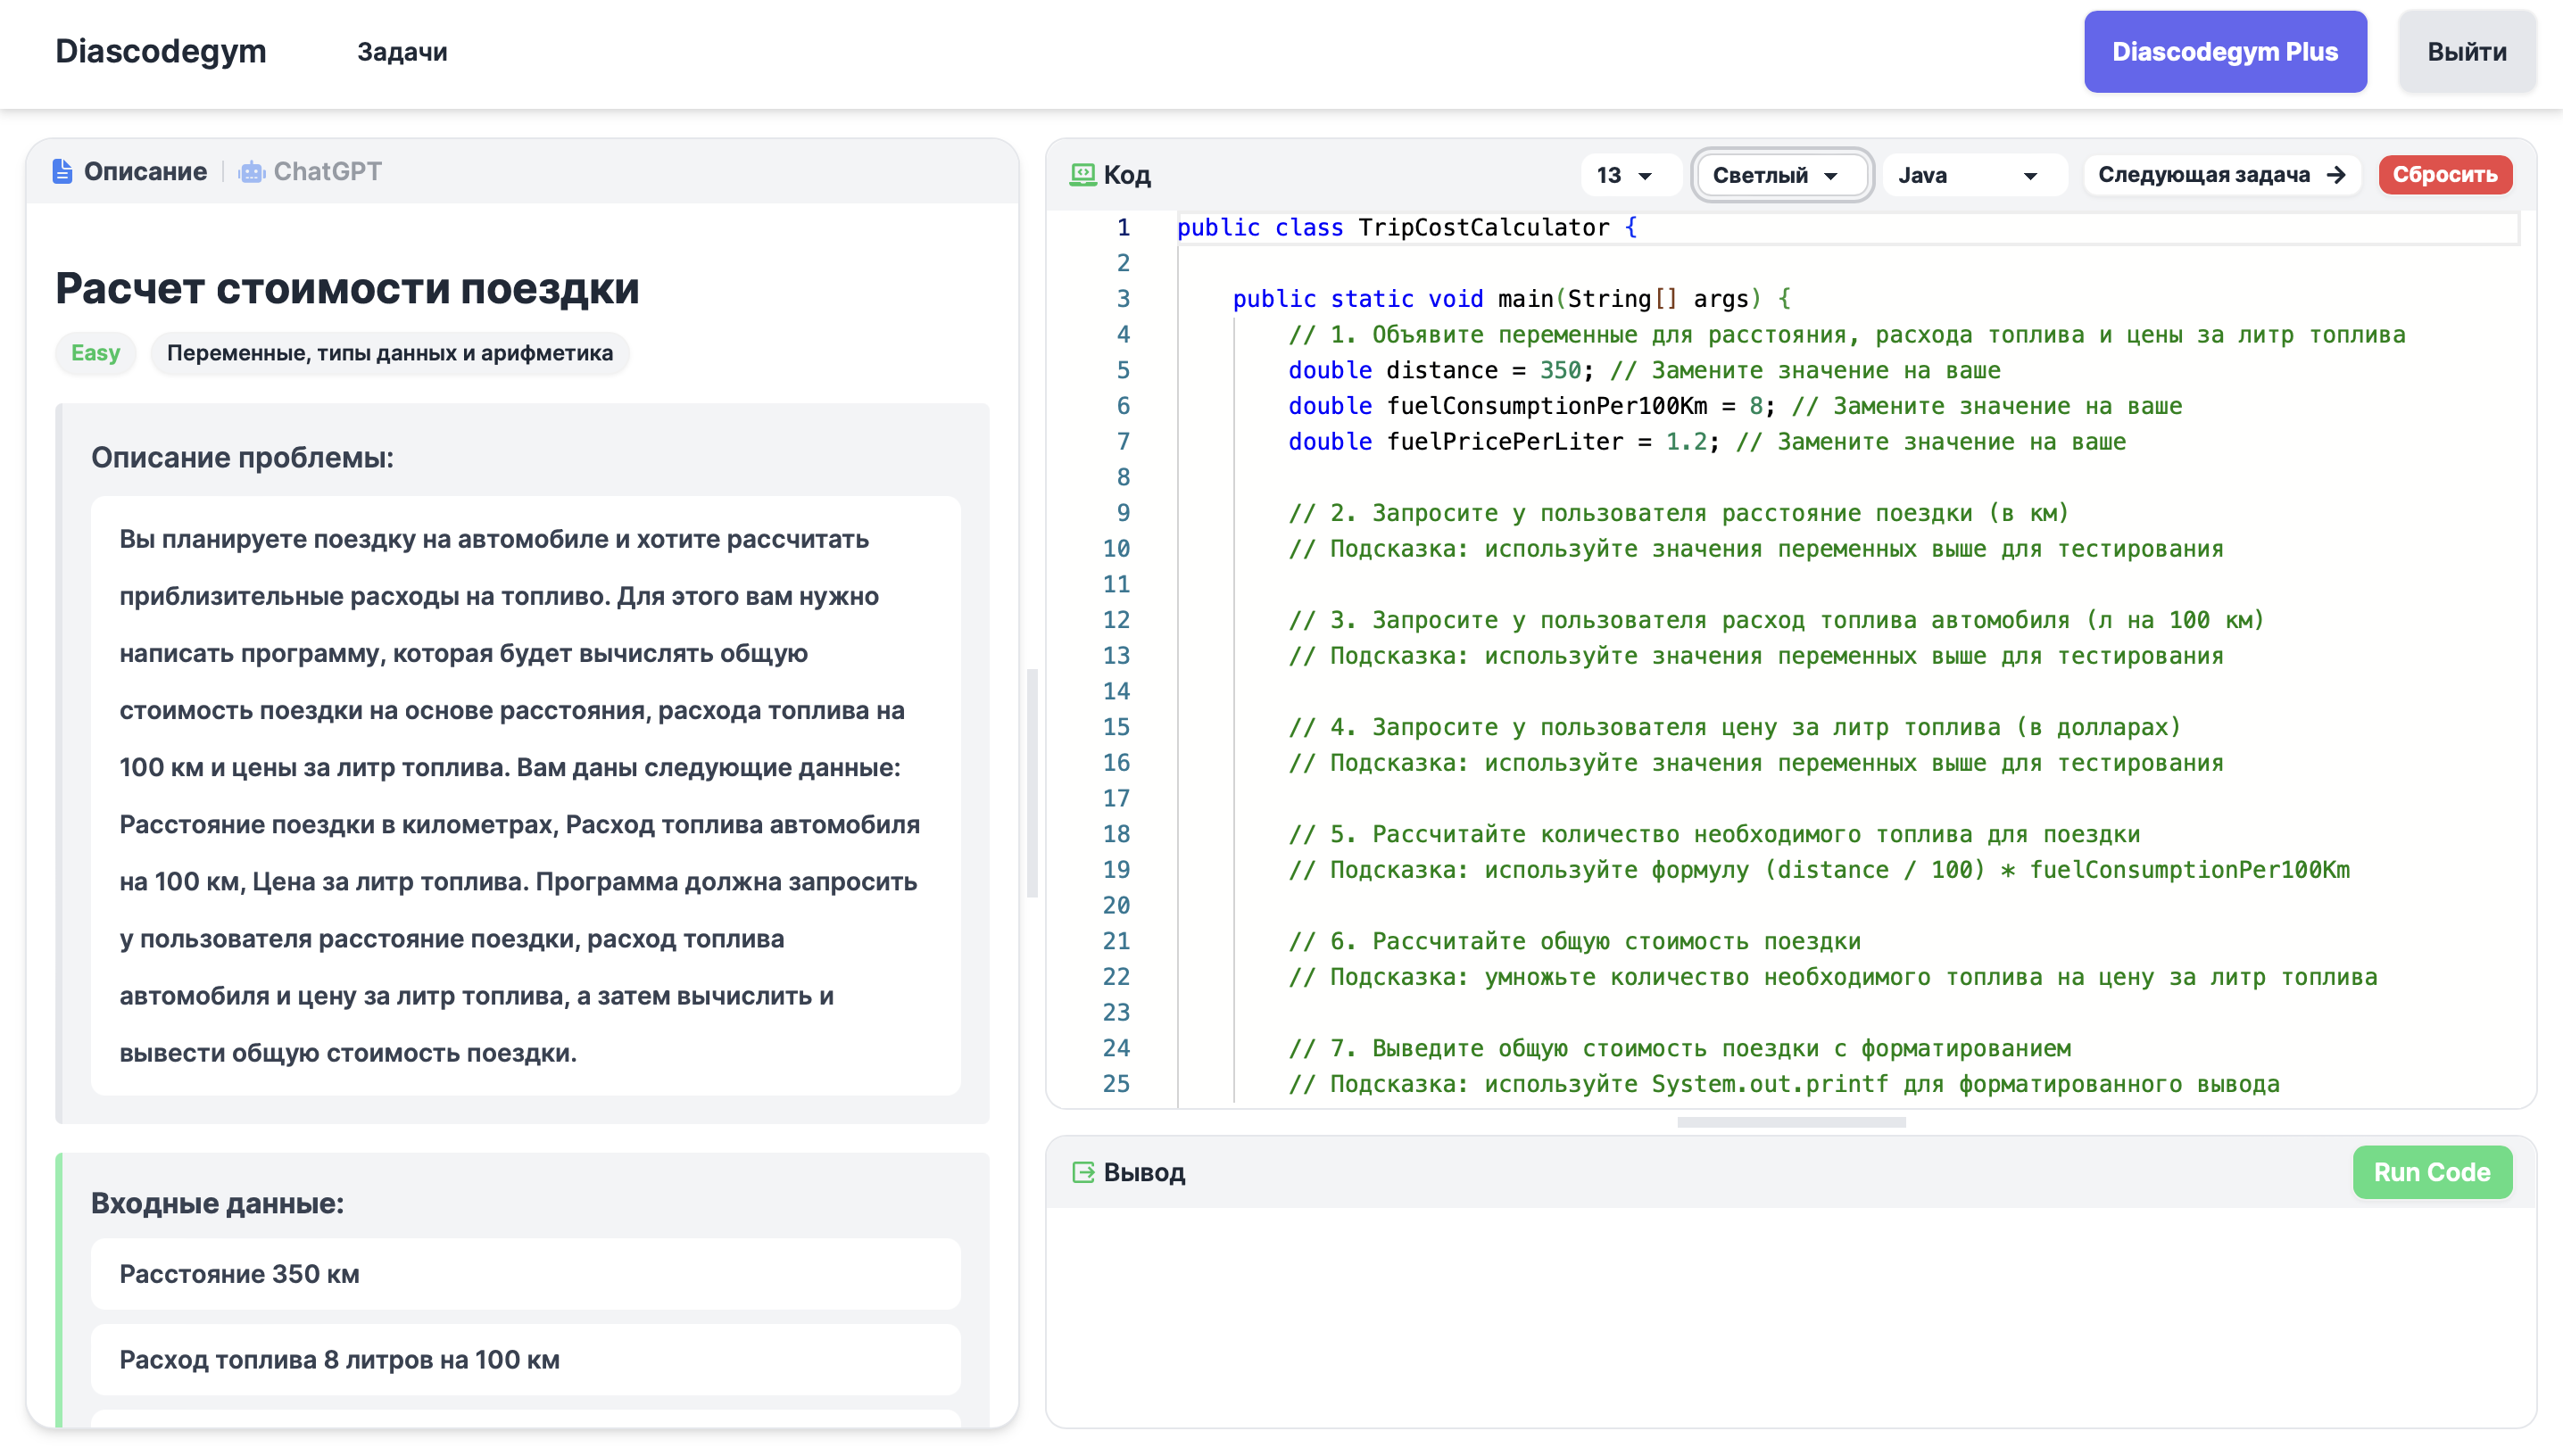 Diascodegym
Задачи
Diascodegym Plus
Выйти
Описание
ChatGPT
Расчет стоимости поездки
Easy
Переменные, типы данных и арифметика
Описание проблемы:
Вы планируете поездку на автомобиле и хотите рассчитать
приблизительные расходы на топливо. Для этого вам нужно
написать программу, которая будет вычислять общую
стоимость поездки на основе расстояния, расхода топлива на
100 км и цены за литр топлива. Вам даны следующие данные:
Расстояние поездки в километрах, Расход топлива автомобиля
на 100 км, Цена за литр топлива. Программа должна запросить
у пользователя расстояние поездки, расход топлива
автомобиля и цену за литр топлива, а затем вычислить и
вывести общую стоимость поездки.
Входные данные:
Расстояние 350 км
Расход топлива 8 литров на 100 км
Код
13
Светлый
Java
Следующая задача →
Сбросить
1 public class TripCostCalculator {
2
3 public static void main(String[] args) {
4 // 1. Объявите переменные для расстояния, расхода топлива и цены за литр топлива
5 double distance = 350; // Замените значение на ваше
6 double fuelConsumptionPer100Km = 8; // Замените значение на ваше
7 double fuelPricePerLiter = 1.2; // Замените значение на ваше
8
9 // 2. Запросите у пользователя расстояние поездки (в км)
10 // Подсказка: используйте значения переменных выше для тестирования
11
12 // 3. Запросите у пользователя расход топлива автомобиля (л на 100 км)
13 // Подсказка: используйте значения переменных выше для тестирования
14
15 // 4. Запросите у пользователя цену за литр топлива (в долларах)
16 // Подсказка: используйте значения переменных выше для тестирования
17
18 // 5. Рассчитайте количество необходимого топлива для поездки
19 // Подсказка: используйте формулу (distance / 100) * fuelConsumptionPer100Km
20
21 // 6. Рассчитайте общую стоимость поездки
22 // Подсказка: умножьте количество необходимого топлива на цену за литр топлива
23
24 // 7. Выведите общую стоимость поездки с форматированием
25 // Подсказка: используйте System.out.printf для форматированного вывода
Вывод
Run Code